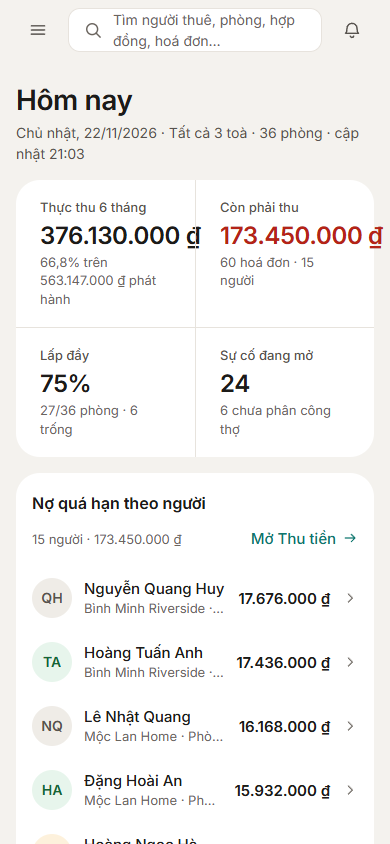 Tìm người thuê, phòng, hợp
đồng, hoá đơn...
Hôm nay
Chủ nhật, 22/11/2026 · Tất cả 3 toà · 36 phòng · cập
nhật 21:03
Thực thu 6 tháng
376.130.000 ₫
66,8% trên
563.147.000 ₫ phát
hành
Còn phải thu
173.450.000 ₫
60 hoá đơn · 15
người
Lấp đầy
75%
27/36 phòng · 6
trống
Sự cố đang mở
24
6 chưa phân công
thợ
Nợ quá hạn theo người
15 người · 173.450.000 ₫
Mở Thu tiền →
QH
Nguyễn Quang Huy
Bình Minh Riverside ·...
17.676.000 ₫
TA
Hoàng Tuấn Anh
Bình Minh Riverside ·...
17.436.000 ₫
NQ
Lê Nhật Quang
Mộc Lan Home · Phò...
16.168.000 ₫
HA
Đặng Hoài An
Mộc Lan Home · Ph...
15.932.000 ₫